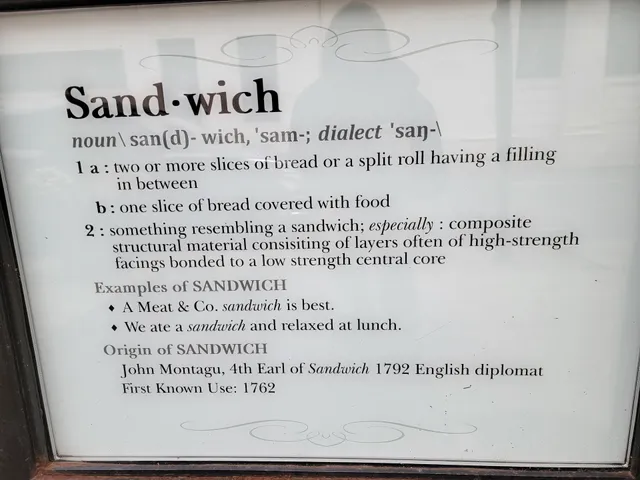 Sand·wich
noun\ san(d)- wich, 'sam-; dialect 'saŋ-\
1 a : two or more slices of bread or a split roll having a filling
in between
b : one slice of bread covered with food
2 : something resembling a sandwich; especially : composite
structural material consisiting of layers often of high-strength
facings bonded to a low strength central core
Examples of SANDWICH
♦ A Meat & Co. sandwich is best.
♦ We ate a sandwich and relaxed at lunch.
Origin of SANDWICH
John Montagu, 4th Earl of Sandwich 1792 English diplomat
First Known Use: 1762